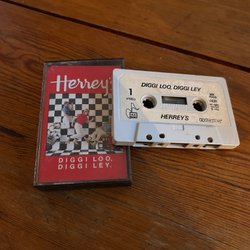 Herrey's
DIGGI LOO,
DIGGI LEY.
DIGGI LOO, DIGGI LEY
1
HERREYS